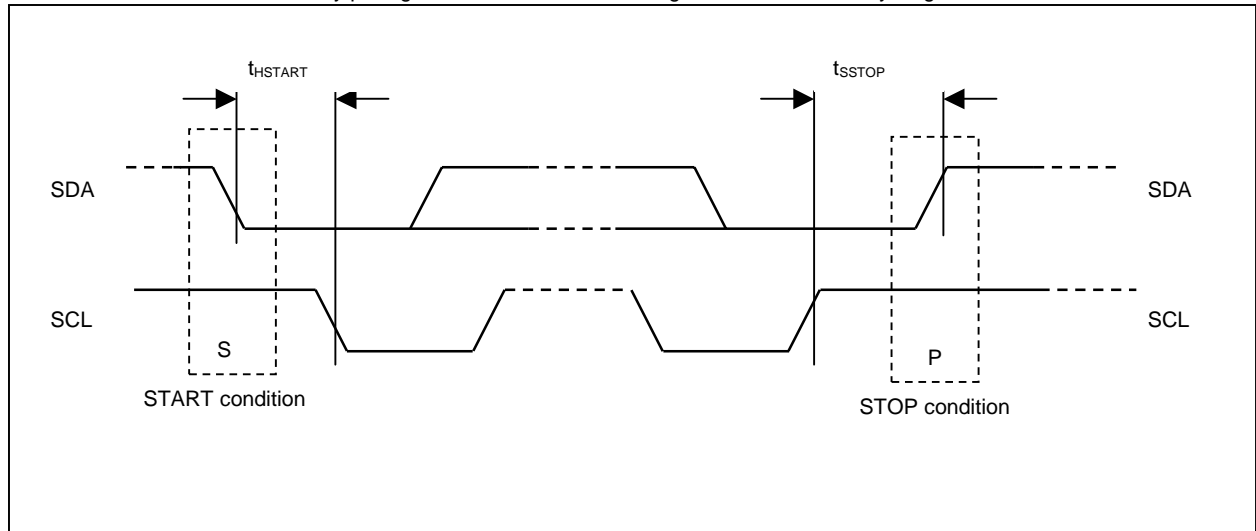 tHSTART tSSTOP
SDA SDA
SCL SCL
S P
START condition STOP condition